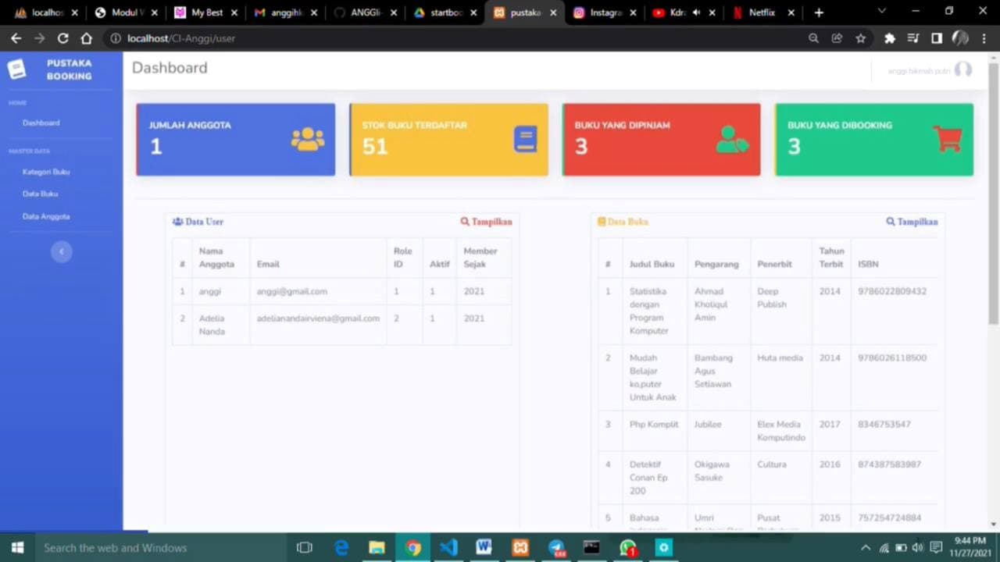 localhos
Modul W
My Best
anggihik
ANGGIi-
startboo
pustaka
Instagra
Kdra
Netflix
localhost/CI-Anggi/user
PUSTAKA
BOOKING
HOME
Dashboard
MASTER DATA
Kategori Buku
Data Buku
Data Anggota
Dashboard
anggi hikmah putri
JUMLAH ANGGOTA
1
STOK BUKU TERDAFTAR
51
BUKU YANG DIPINJAM
3
BUKU YANG DIBOOKING
3
Data User
Tampilkan
# Nama Anggota Email Role ID Aktif Member Sejak
1 anggi anggi@gmail.com 1 1 2021
2 Adelia Nanda adelianandairviena@gmail.com 2 1 2021
Data Buku
Tampilkan
# Judul Buku Pengarang Penerbit Tahun Terbit ISBN
1 Statistika dengan Program Komputer Ahmad Kholiqul Amin Deep Publish 2014 9786022809432
2 Mudah Belajar ko,puter Untuk Anak Bambang Agus Setiawan Huta media 2014 9786026118500
3 Php Komplit Jubilee Elex Media Komputindo 2017 8346753547
4 Detektif Conan Ep 200 Okigawa Sasuke Cultura 2016 874387583987
5 Bahasa Umri Pusat 2015 757254724884
Search the web and Windows
9:44 PM
11/27/2021